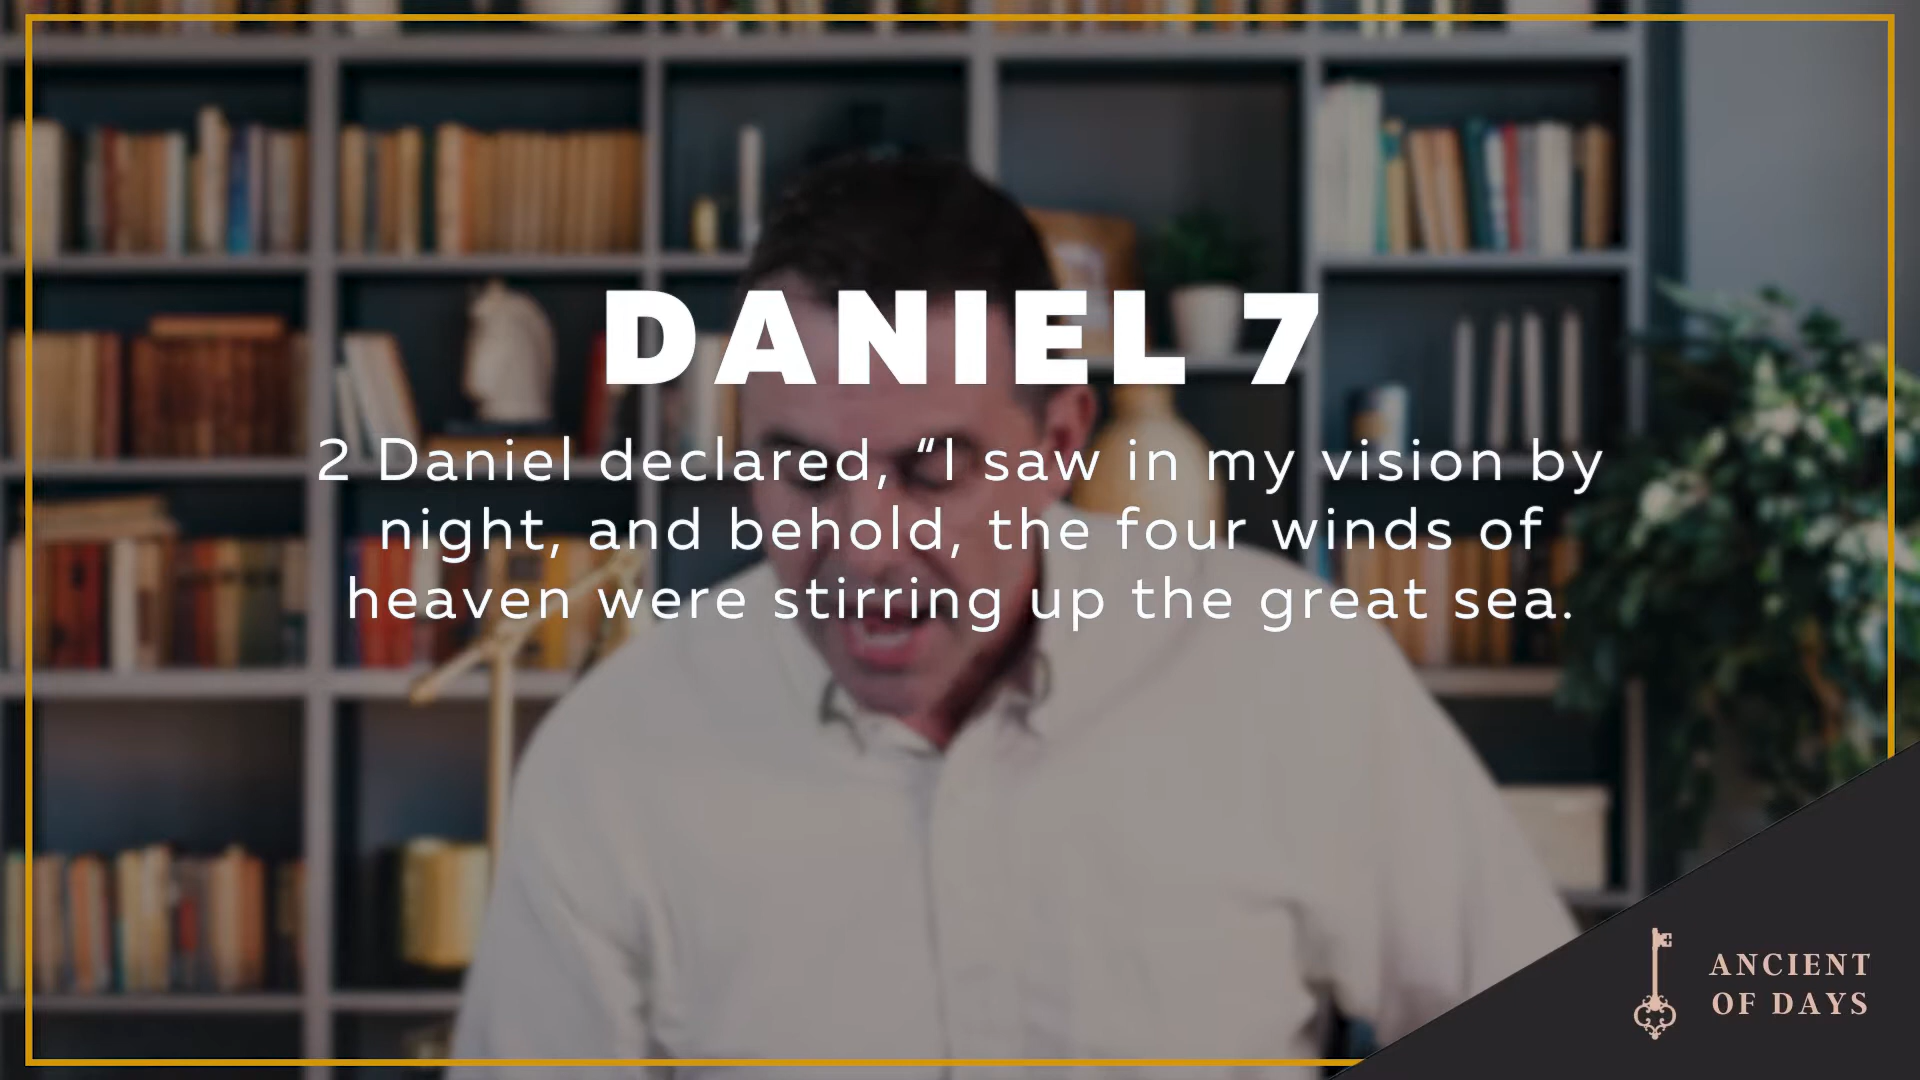 DANIEL 7
2 Daniel declared, “I saw in my vision by
night, and behold, the four winds of
heaven were stirring up the great sea.
ANCIENT
OF DAYS